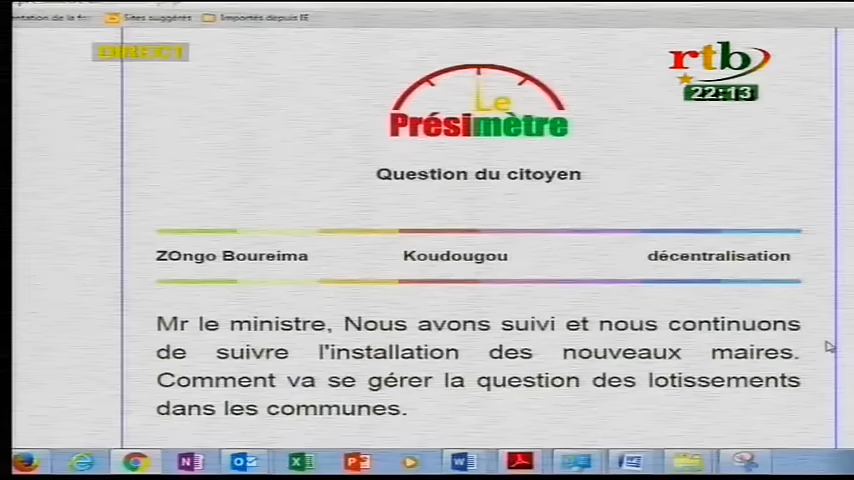 Importés depuis IE
Sites suggérés
DIRECT
rtb
22:13
Le
Présimètre
Question du citoyen
ZOngo Boureima Koudougou décentralisation
Mr le ministre, Nous avons suivi et nous continuons
de suivre l'installation des nouveaux maires.
Comment va se gérer la question des lotissements
dans les communes.